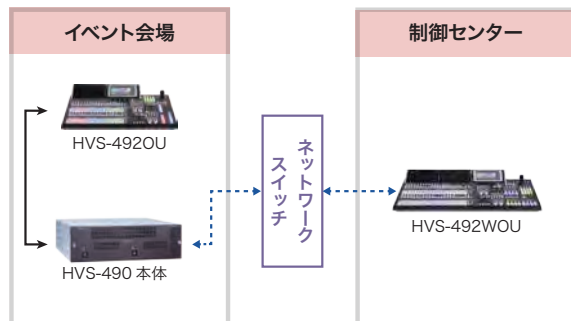 イベント会場
制御センター
HVS-492OU
HVS-490 本体
ネットワーク
スイッチ
HVS-492WOU